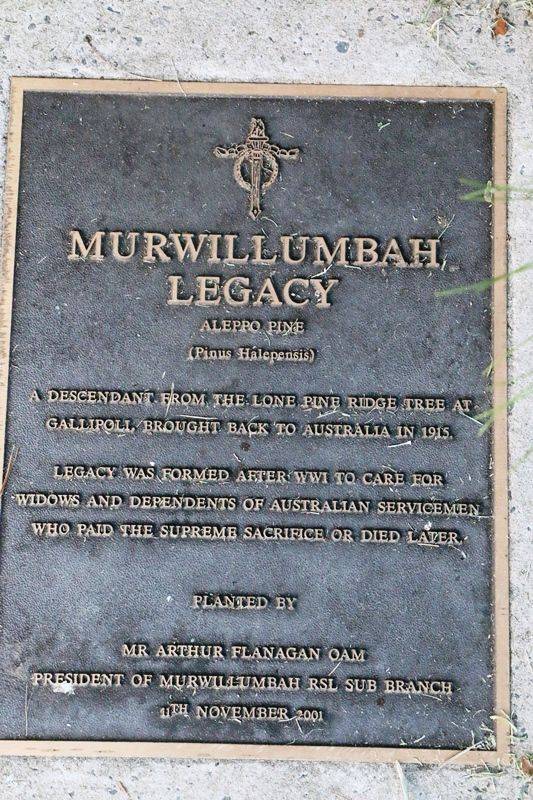 MURWILLUMBAH
LEGACY
ALEPPO PINE
(Pinus Halepensis)
A DESCENDANT FROM THE LONE PINE RIDGE TREE AT
GALLIPOLI, BROUGHT BACK TO AUSTRALIA IN 1915.
LEGACY WAS FORMED AFTER WWI TO CARE FOR
WIDOWS AND DEPENDENTS OF AUSTRALIAN SERVICEMEN
WHO PAID THE SUPREME SACRIFICE OR DIED LATER.
PLANTED BY
MR ARTHUR FLANAGAN OAM
PRESIDENT OF MURWILLUMBAH RSL SUB BRANCH
11TH NOVEMBER 2001